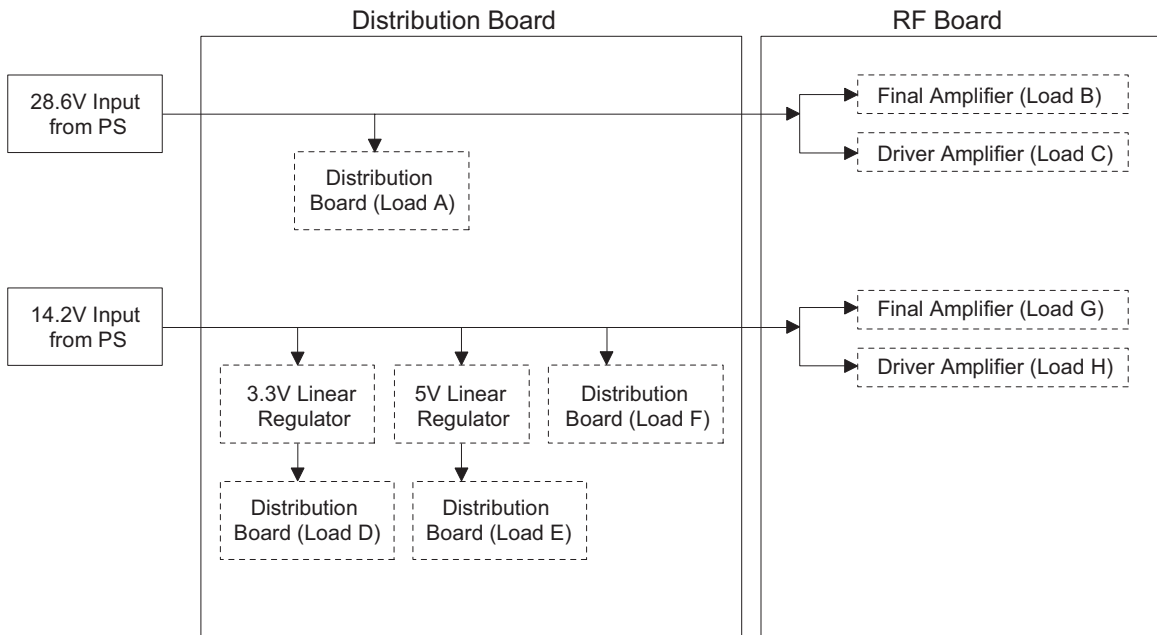 Distribution Board
RF Board
28.6V Input
from PS
Final Amplifier (Load B)
Driver Amplifier (Load C)
Distribution
Board (Load A)
14.2V Input
from PS
Final Amplifier (Load G)
Driver Amplifier (Load H)
3.3V Linear
Regulator
5V Linear
Regulator
Distribution
Board (Load F)
Distribution
Board (Load D)
Distribution
Board (Load E)